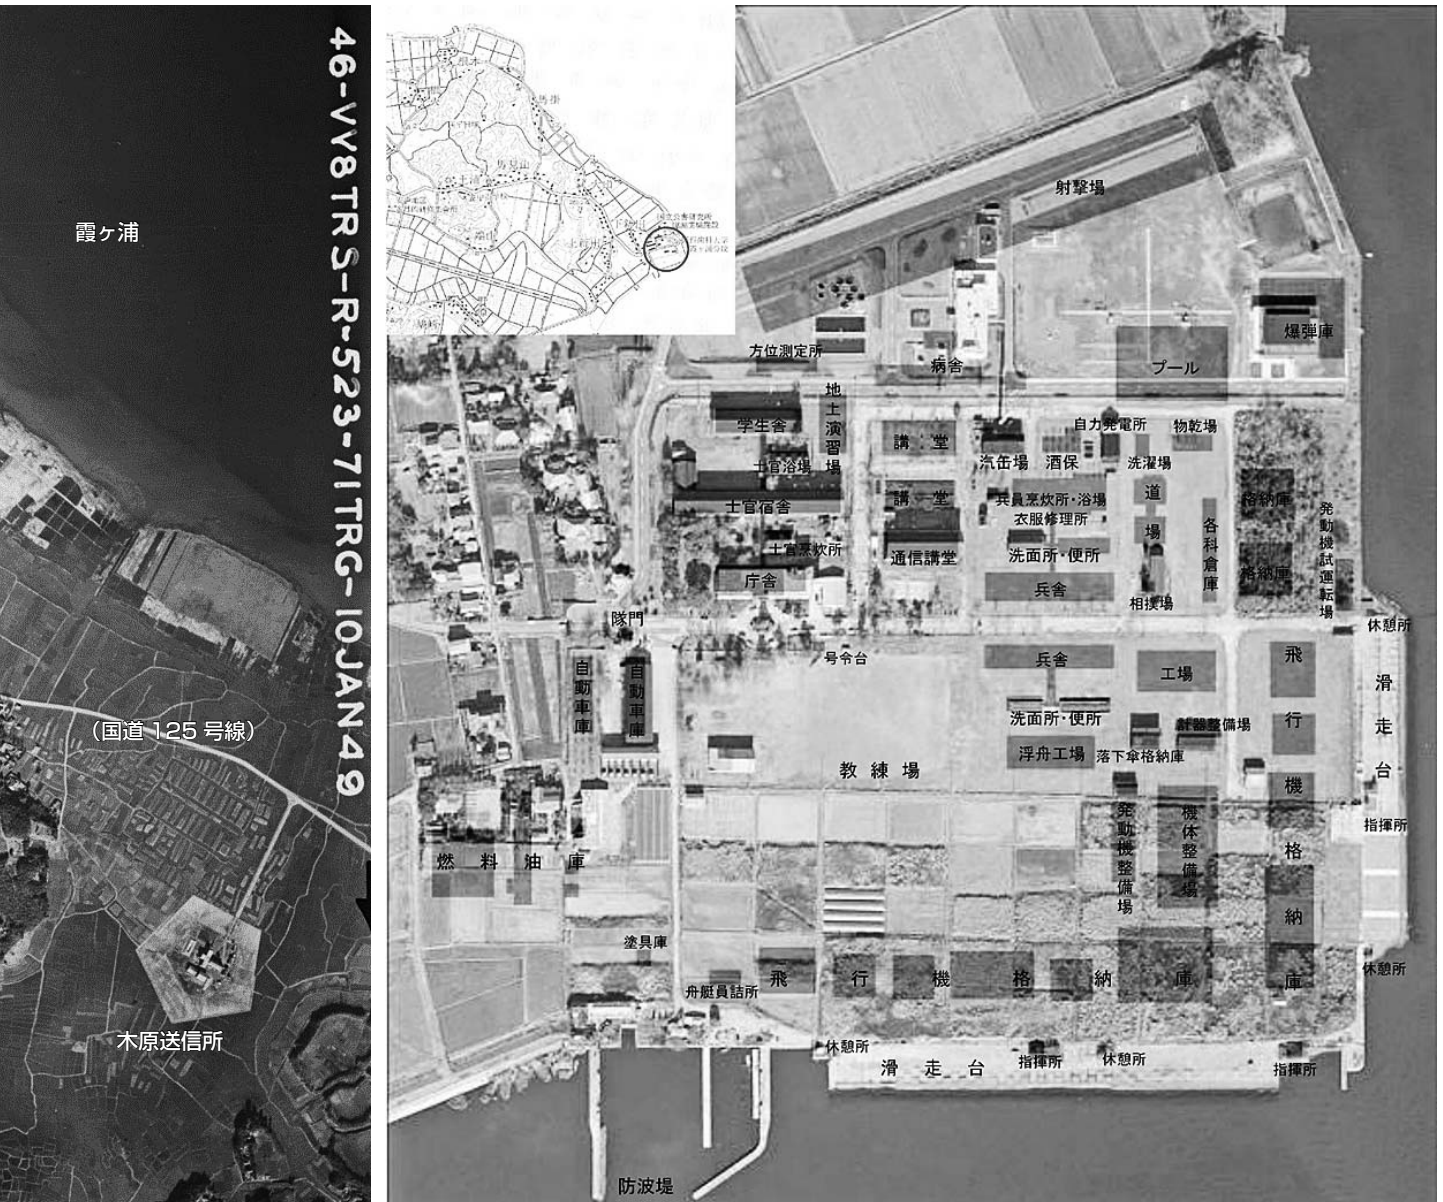 46-VV8TRS-R-523-71TRG-10JAN49
霞ヶ浦
(国道125号線)
木原送信所
馬掛
射撃場
爆弾庫
方位測定所
病舎
プール
学生舎
地上演習場
講堂
汽缶場
酒保
自力発電所
物乾場
洗濯場
士官浴場
士官宿舎
講堂
兵員烹炊所・浴場
衣服修理所
道場
各科倉庫
格納庫
発動機試運転場
士官烹炊所
通信講堂
洗面所・便所
格納庫
庁舎
兵舎
相撲場
隊門
休憩所
号令台
自動車庫
自動車庫
兵舎
工場
飛行機格納庫
滑走台
洗面所・便所
計器整備場
浮舟工場
落下傘格納庫
教練場
発動機整備場
機体整備場
指揮所
燃料油庫
塗具庫
舟艇員詰所
飛行機格納庫
休憩所
休憩所
滑走台
指揮所
休憩所
指揮所
防波堤